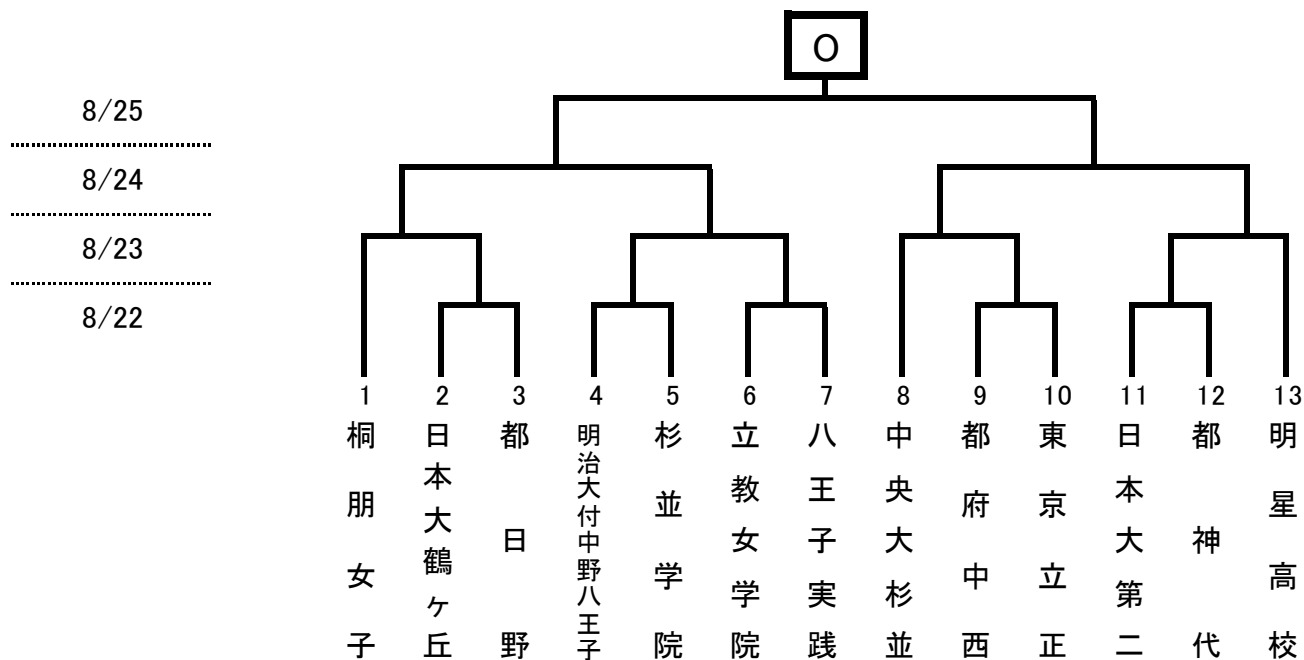 O
8/25
8/24
8/23
8/22
1
2
3
4
5
6
7
8
9
10
11
12
13
桐朋女子
日本大鶴ヶ丘
都日野
明治大付中野八王子
杉並学院
立教女学院
八王子実践
中央大杉並
都府中西
東京立正
日本大第二
都神代
明星高校